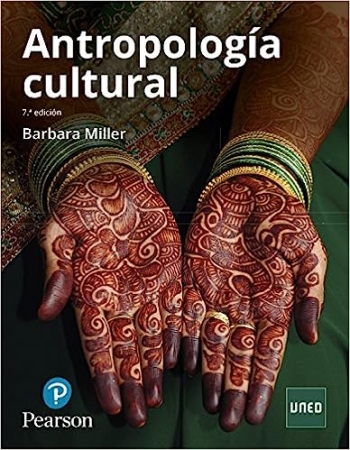 Antropología
cultural
7.ª edición
Barbara Miller
Pearson
UNED